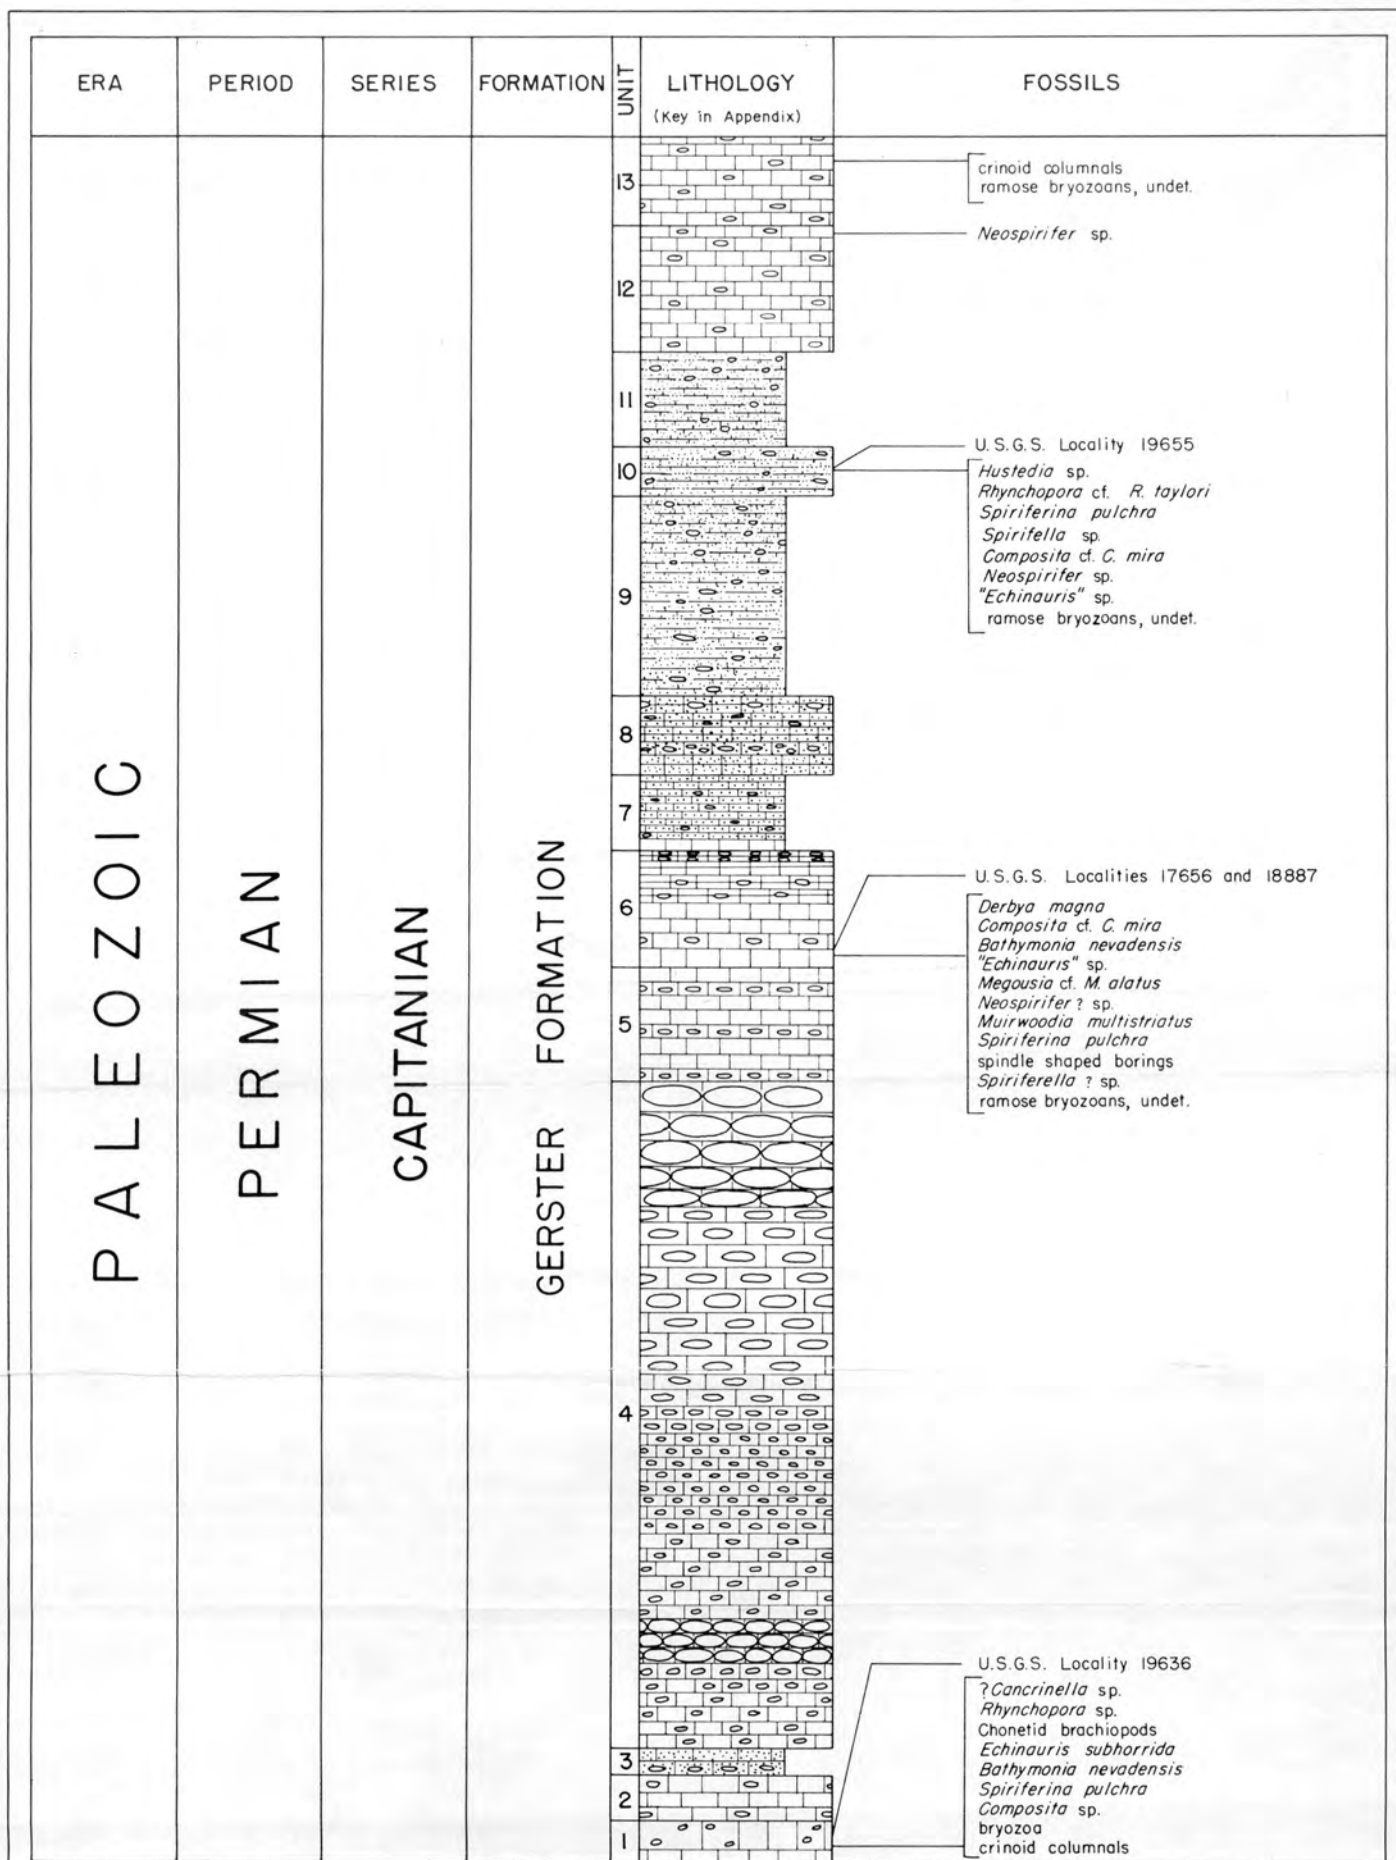 ERA
PERIOD
SERIES
FORMATION
UNIT
LITHOLOGY
(Key in Appendix)
FOSSILS
PALEOZOIC
PERMIAN
CAPITANIAN
GERSTER FORMATION
13
12
11
10
9
8
7
6
5
4
3
2
1
crinoid columnals
ramose bryozoans, undet.
Neospirifer sp.
U.S.G.S. Locality 19655
Hustedia sp.
Rhynchopora cf. R. taylori
Spiriferina pulchra
Spirifella sp.
Composita cf. C. mira
Neospirifer sp.
"Echinauris" sp.
ramose bryozoans, undet.
U.S.G.S. Localities 17656 and 18887
Derbya magna
Composita cf. C. mira
Bathymonia nevadensis
"Echinauris" sp.
Megousia cf. M. alatus
Neospirifer ? sp.
Muirwoodia multistriatus
Spiriferina pulchra
spindle shaped borings
Spiriferella ? sp.
ramose bryozoans, undet.
U.S.G.S. Locality 19636
?Cancrinella sp.
Rhynchopora sp.
Chonetid brachiopods
Echinauris subhorrida
Bathymonia nevadensis
Spiriferina pulchra
Composita sp.
bryozoa
crinoid columnals